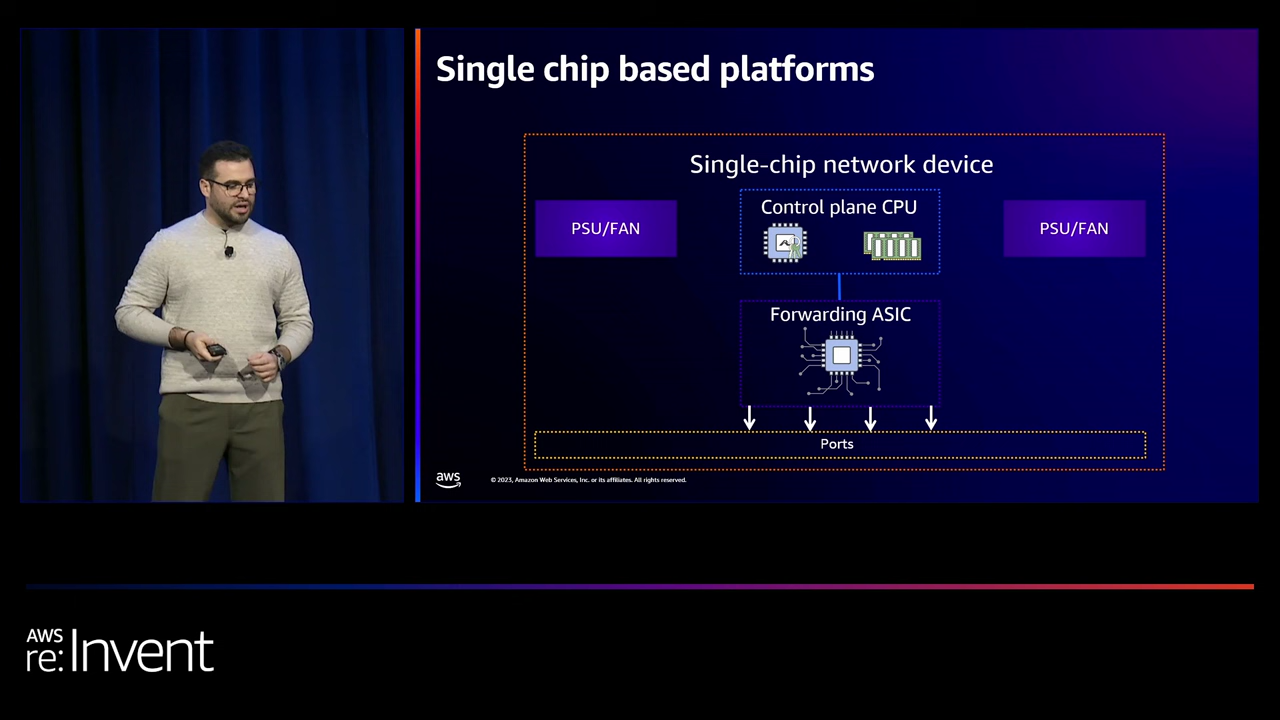 Single chip based platforms
Single-chip network device
PSU/FAN
Control plane CPU
PSU/FAN
Forwarding ASIC
Ports
aws
© 2023, Amazon Web Services, Inc. or its affiliates. All rights reserved.
AWS
re:Invent